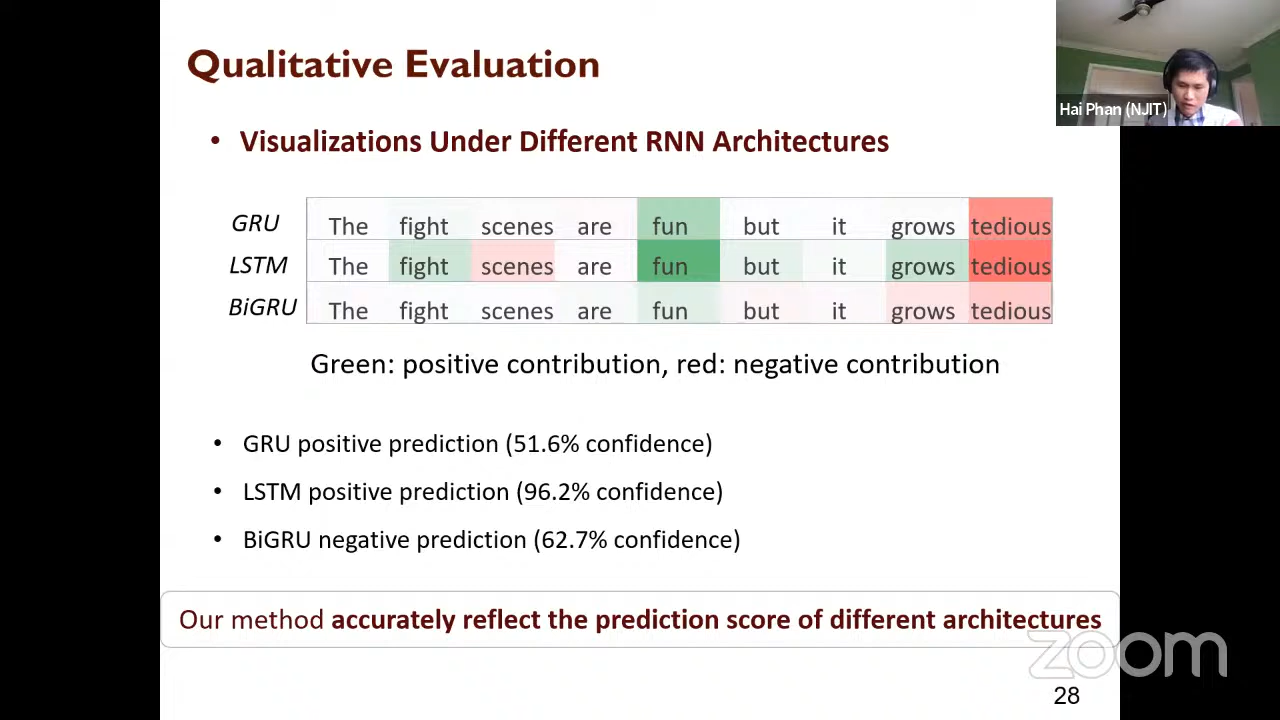 Qualitative Evaluation
Hai Phan (NJIT)
• Visualizations Under Different RNN Architectures
GRU The fight scenes are fun but it grows tedious
LSTM The fight scenes are fun but it grows tedious
BiGRU The fight scenes are fun but it grows tedious
Green: positive contribution, red: negative contribution
• GRU positive prediction (51.6% confidence)
• LSTM positive prediction (96.2% confidence)
• BiGRU negative prediction (62.7% confidence)
Our method accurately reflect the prediction score of different architectures
zoom
28